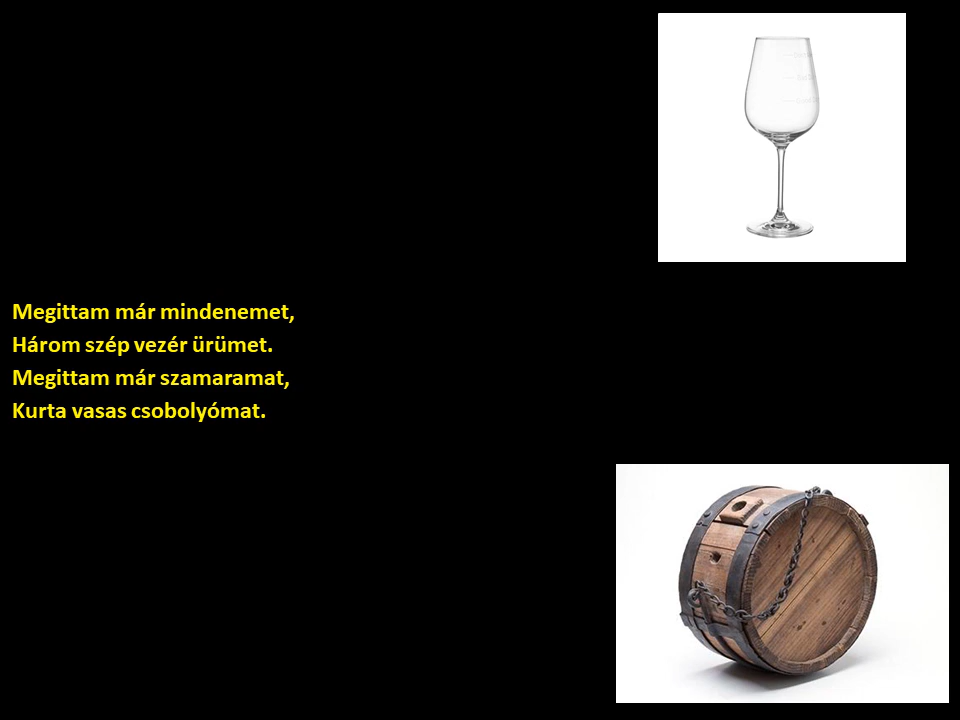 Megittam már mindenemet,
Három szép vezér ürümet.
Megittam már szamaramat,
Kurta vasas csobolyómat.